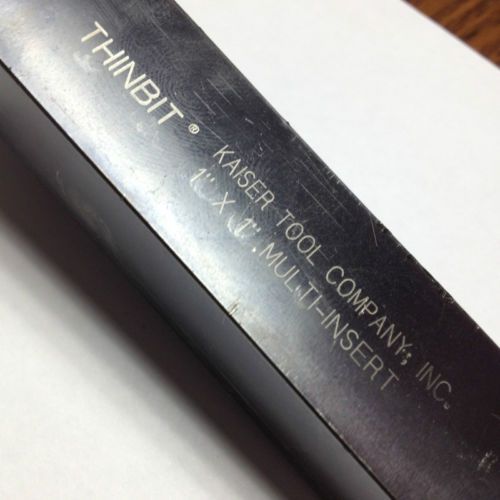 THINBIT ®
KAISER TOOL COMPANY, INC.
1" X 1" MULTI-INSERT